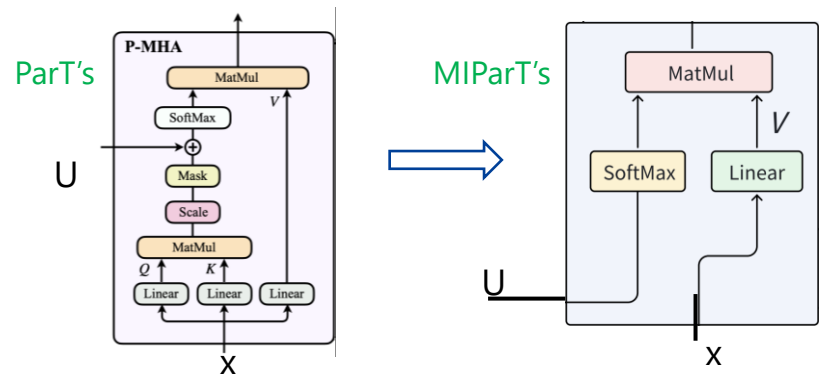 P-MHA
ParT's
MatMul
V
SoftMax
U
Mask
Scale
MatMul
Q
K
Linear
Linear
Linear
X
MIParT's
MatMul
V
SoftMax
Linear
U
X